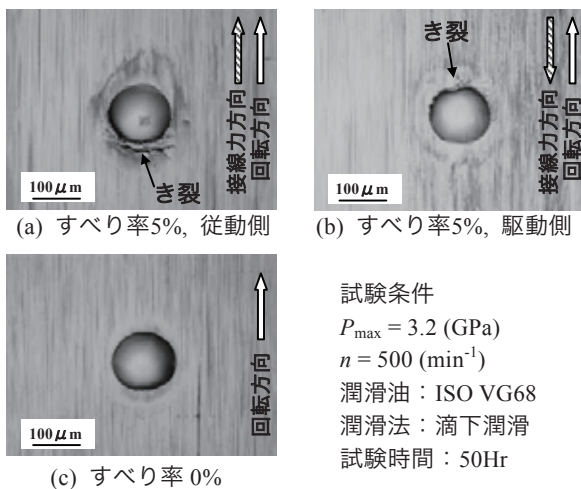 接線力方向
回転方向
100μm
き裂
(a) すべり率5%, 従動側
き裂
接線力方向
回転方向
100μm
(b) すべり率5%, 駆動側
回転方向
100μm
(c) すべり率 0%
試験条件
Pmax = 3.2 (GPa)
n = 500 (min-1)
潤滑油：ISO VG68
潤滑法：滴下潤滑
試験時間：50Hr